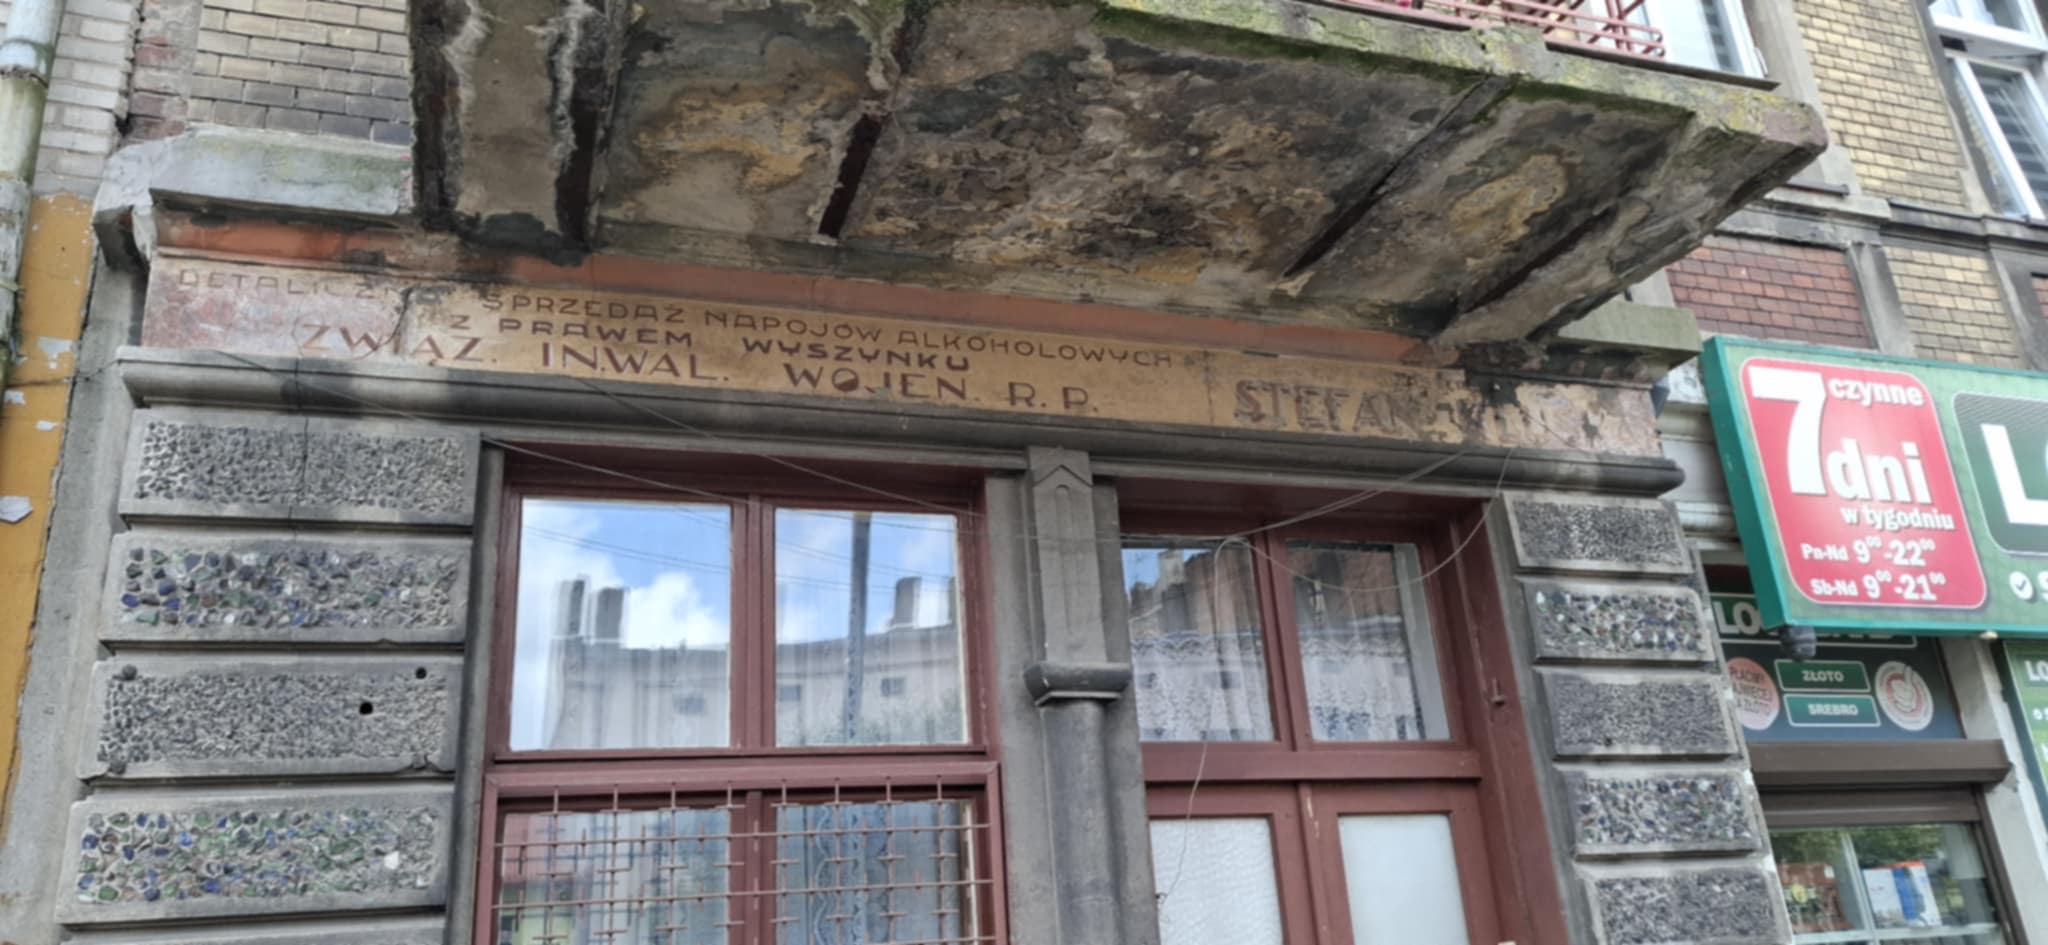 SPRZEDAŻ NAPOJÓW ALKOHOLOWYCH
Z PRAWEM WYSZYNKU
ZWIĄZ. INWAL. WOJEN. R. P.
STEFAN
7 czynne
dni
w tygodniu
Pn-Nd 9⁰⁰-22⁰⁰
Sb-Nd 9⁰⁰-21⁰⁰
ZŁOTO
SREBRO